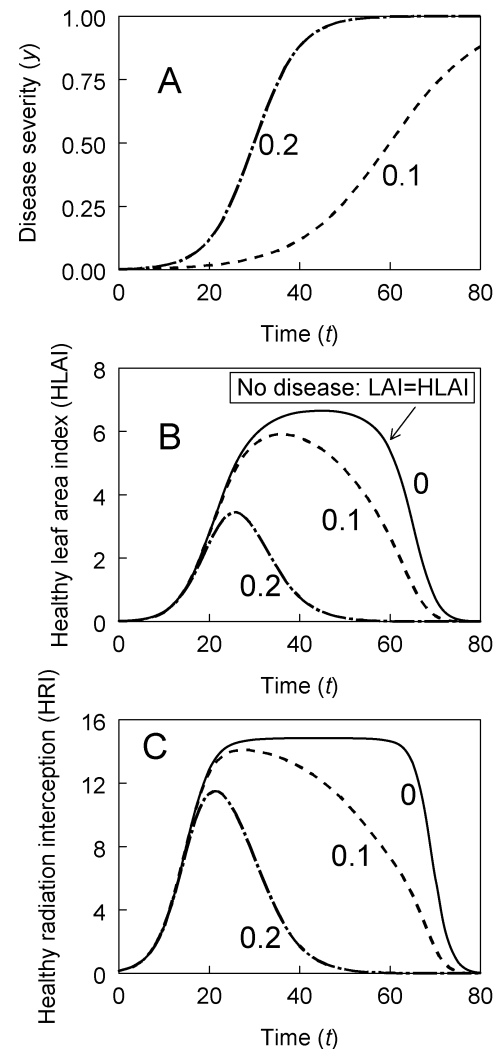 1.00
0.75
0.50
0.25
0.00
Disease severity (y)
A
0.2
0.1
0 20 40 60 80
Time (t)
8
6
4
2
0
Healthy leaf area index (HLAI)
No disease: LAI=HLAI
B
0
0.1
0.2
0 20 40 60 80
Time (t)
16
12
8
4
0
Healthy radiation interception (HRI)
C
0
0.1
0.2
0 20 40 60 80
Time (t)